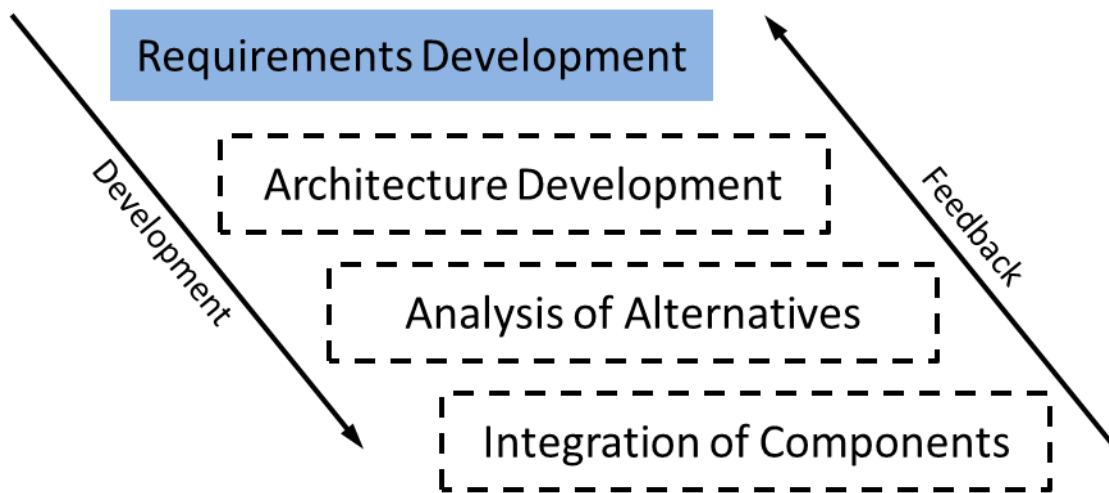 Requirements Development
Architecture Development
Analysis of Alternatives
Integration of Components
Development
Feedback